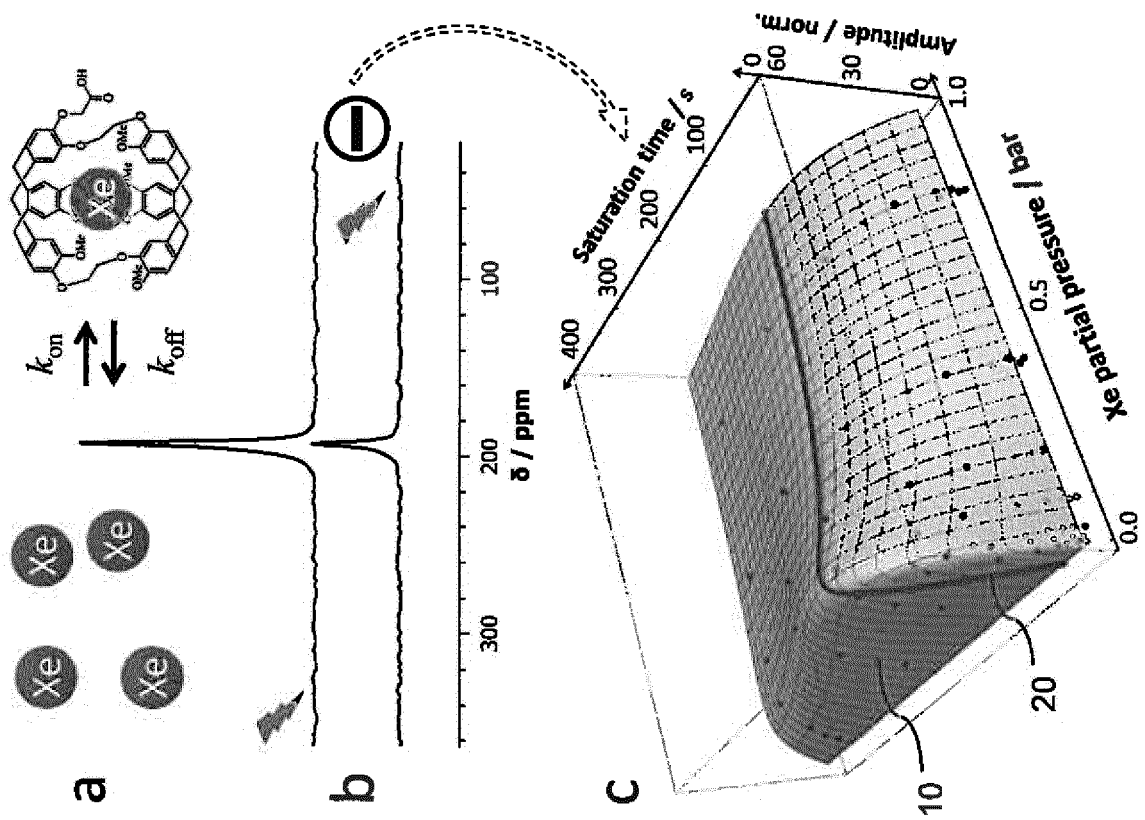 a
Xe
Xe
Xe
Xe
k_on
k_off
Xe
OMe
OMe
OMe
OMe
O
O
O
O
O
O
OH
b
300
200
100
δ / ppm
c
400
300
200
100
0
Saturation time / s
60
30
0
Amplitude / norm.
0.0
0.5
1.0
Xe partial pressure / bar
10
20